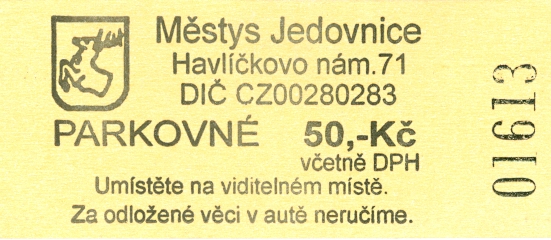 Městys Jedovnice
Havlíčkovo nám.71
DIČ CZ00280283
PARKOVNÉ 50,-Kč
včetně DPH
Umístěte na viditelném místě.
Za odložené věci v autě neručíme.
01613